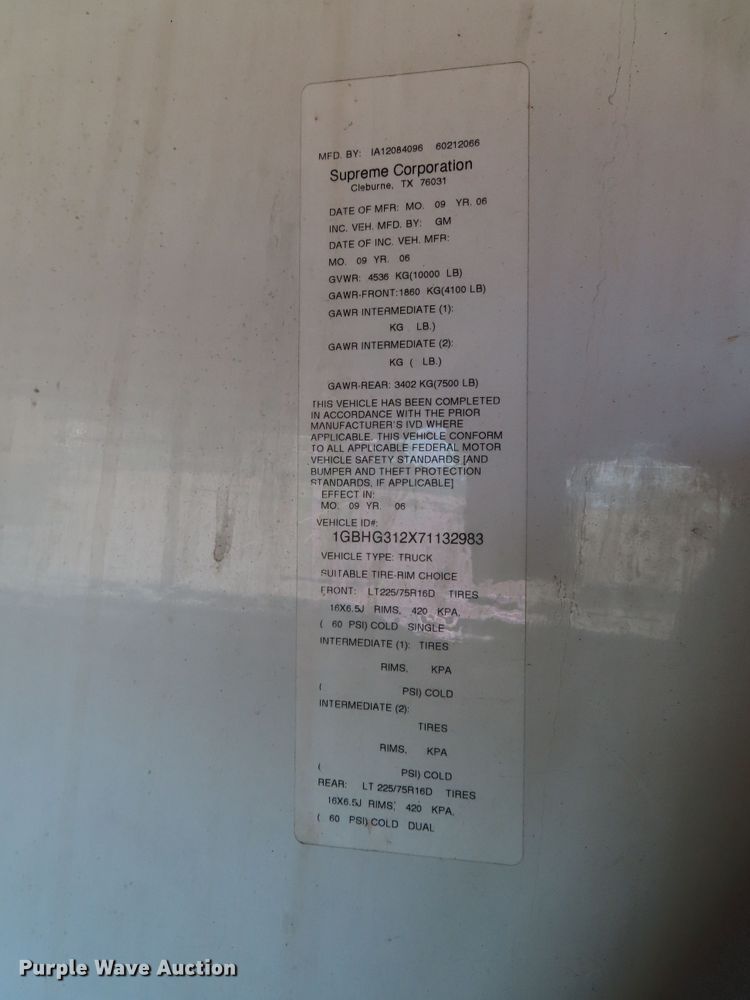 MFD. BY: IA12084096 60212066
Supreme Corporation
Cleburne, TX 76031
DATE OF MFR: MO. 09 YR. 06
INC. VEH. MFD. BY: GM
DATE OF INC. VEH. MFR:
MO. 09 YR. 06
GVWR: 4536 KG(10000 LB)
GAWR-FRONT:1860 KG(4100 LB)
GAWR INTERMEDIATE (1):
KG LB.)
GAWR INTERMEDIATE (2):
KG ( LB.)
GAWR-REAR: 3402 KG(7500 LB)
THIS VEHICLE HAS BEEN COMPLETED
IN ACCORDANCE WITH THE PRIOR
MANUFACTURER'S IVD WHERE
APPLICABLE. THIS VEHICLE CONFORM
TO ALL APPLICABLE FEDERAL MOTOR
VEHICLE SAFETY STANDARDS [AND
BUMPER AND THEFT PROTECTION
STANDARDS, IF APPLICABLE]
EFFECT IN:
MO. 09 YR. 06
VEHICLE ID#:
1GBHG312X71132983
VEHICLE TYPE: TRUCK
SUITABLE TIRE-RIM CHOICE
FRONT: LT225/75R16D TIRES
16X6.5J RIMS, 420 KPA,
( 60 PSI) COLD SINGLE
INTERMEDIATE (1): TIRES
RIMS, KPA
( PSI) COLD
INTERMEDIATE (2):
TIRES
RIMS, KPA
( PSI) COLD
REAR: LT 225/75R16D TIRES
16X6.5J RIMS, 420 KPA,
( 60 PSI) COLD DUAL
Purple Wave Auction